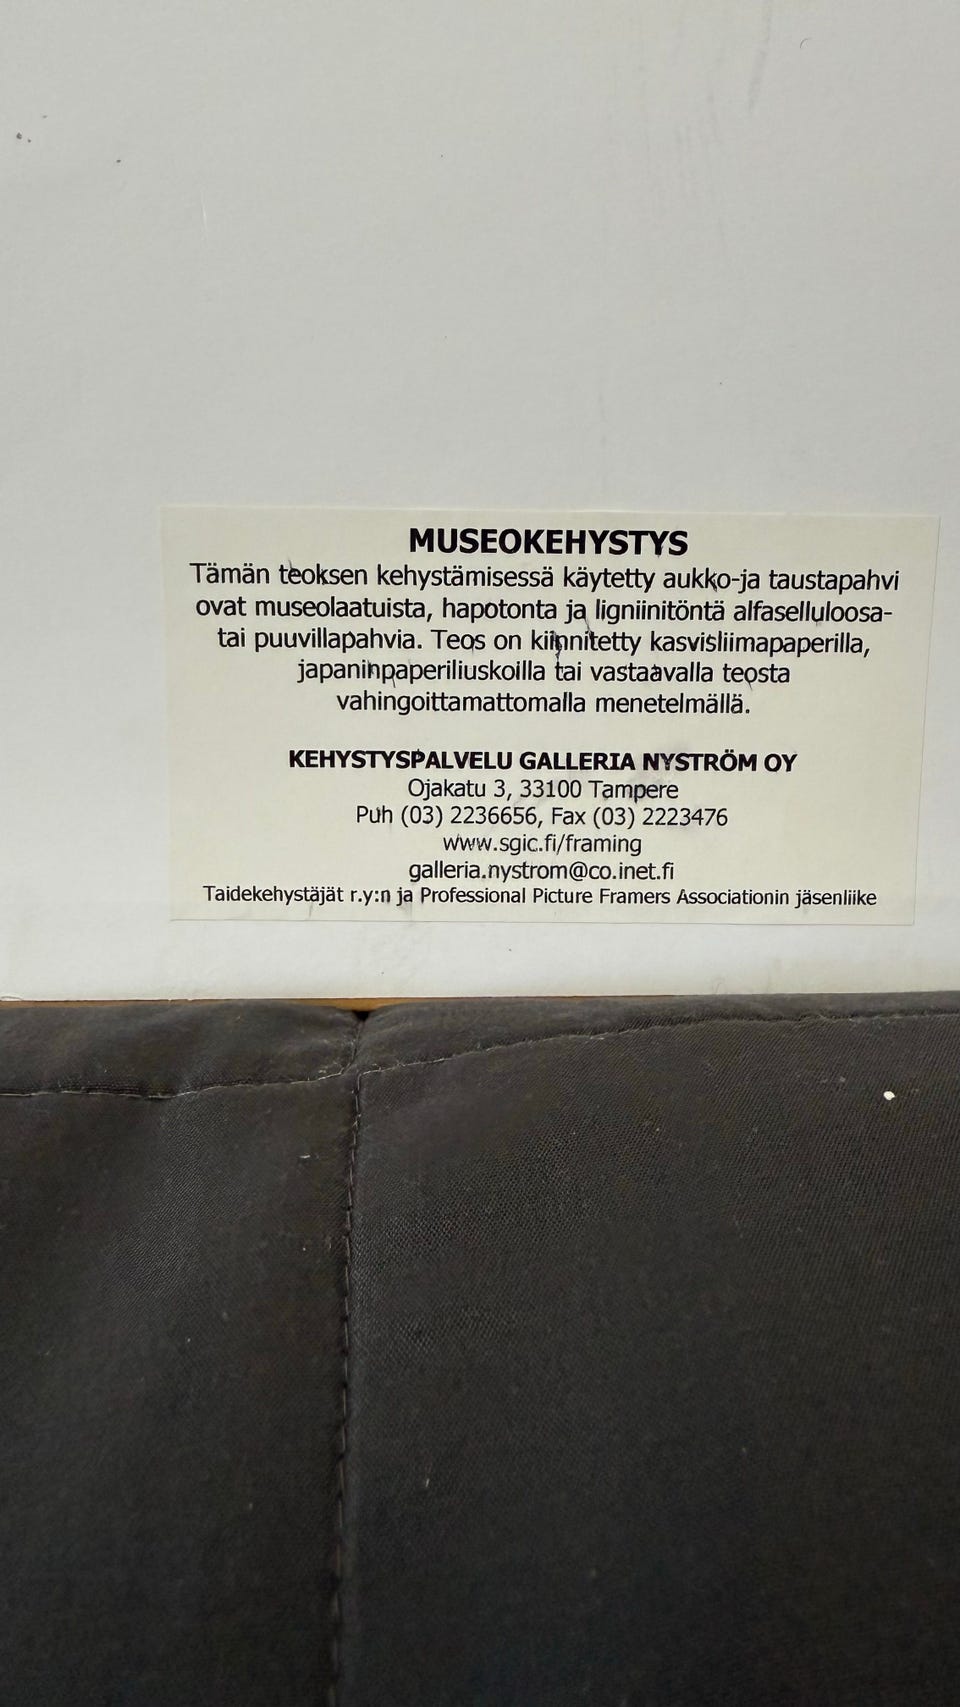 MUSEOKEHYSTYS
Tämän teoksen kehystämisessä käytetty aukko-ja taustapahvi
ovat museolaatuista, hapotonta ja ligniinitöntä alfaselluloosa-
tai puuvillapahvia. Teos on kiinnitetty kasvisliimapaperilla,
japaninpaperiliuskoilla tai vastaavalla teosta
vahingoittamattomalla menetelmällä.
KEHYSTYSPALVELU GALLERIA NYSTRÖM OY
Ojakatu 3, 33100 Tampere
Puh (03) 2236656, Fax (03) 2223476
www.sgic.fi/framing
galleria.nystrom@co.inet.fi
Taidekehystäjät r.y:n ja Professional Picture Framers Associationin jäsenliike